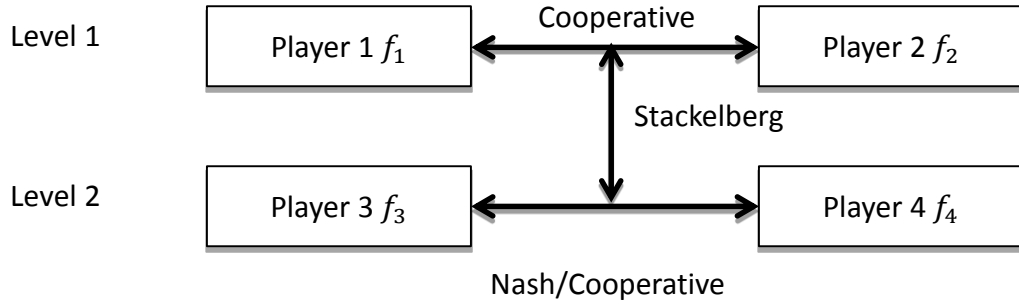 Cooperative
Level 1
Player 1 f₁
Player 2 f₂
Stackelberg
Level 2
Player 3 f₃
Player 4 f₄
Nash/Cooperative